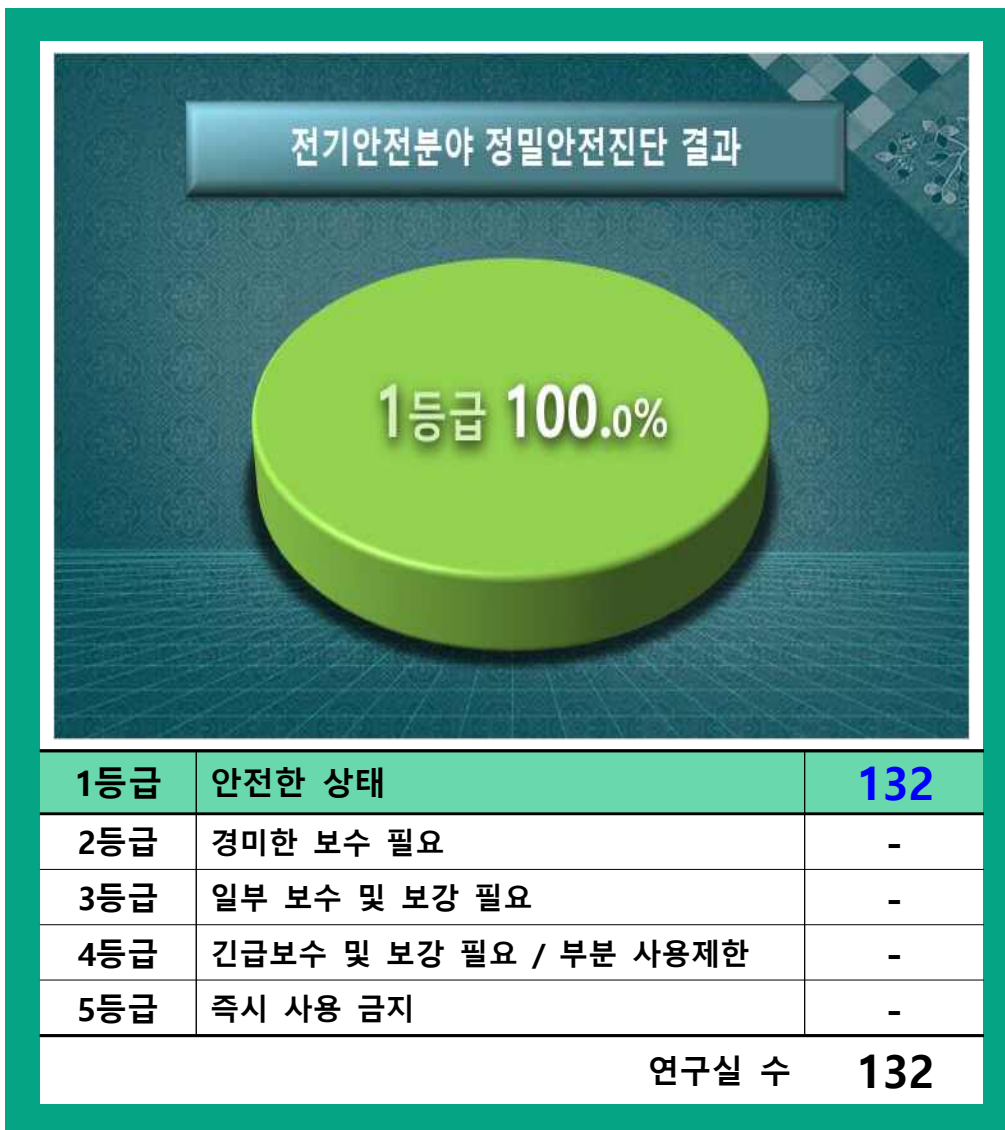 전기안전분야 정밀안전진단 결과
1등급 100.0%
1등급 안전한 상태 132
2등급 경미한 보수 필요 -
3등급 일부 보수 및 보강 필요 -
4등급 긴급보수 및 보강 필요 / 부분 사용제한 -
5등급 즉시 사용 금지 -
연구실 수 132